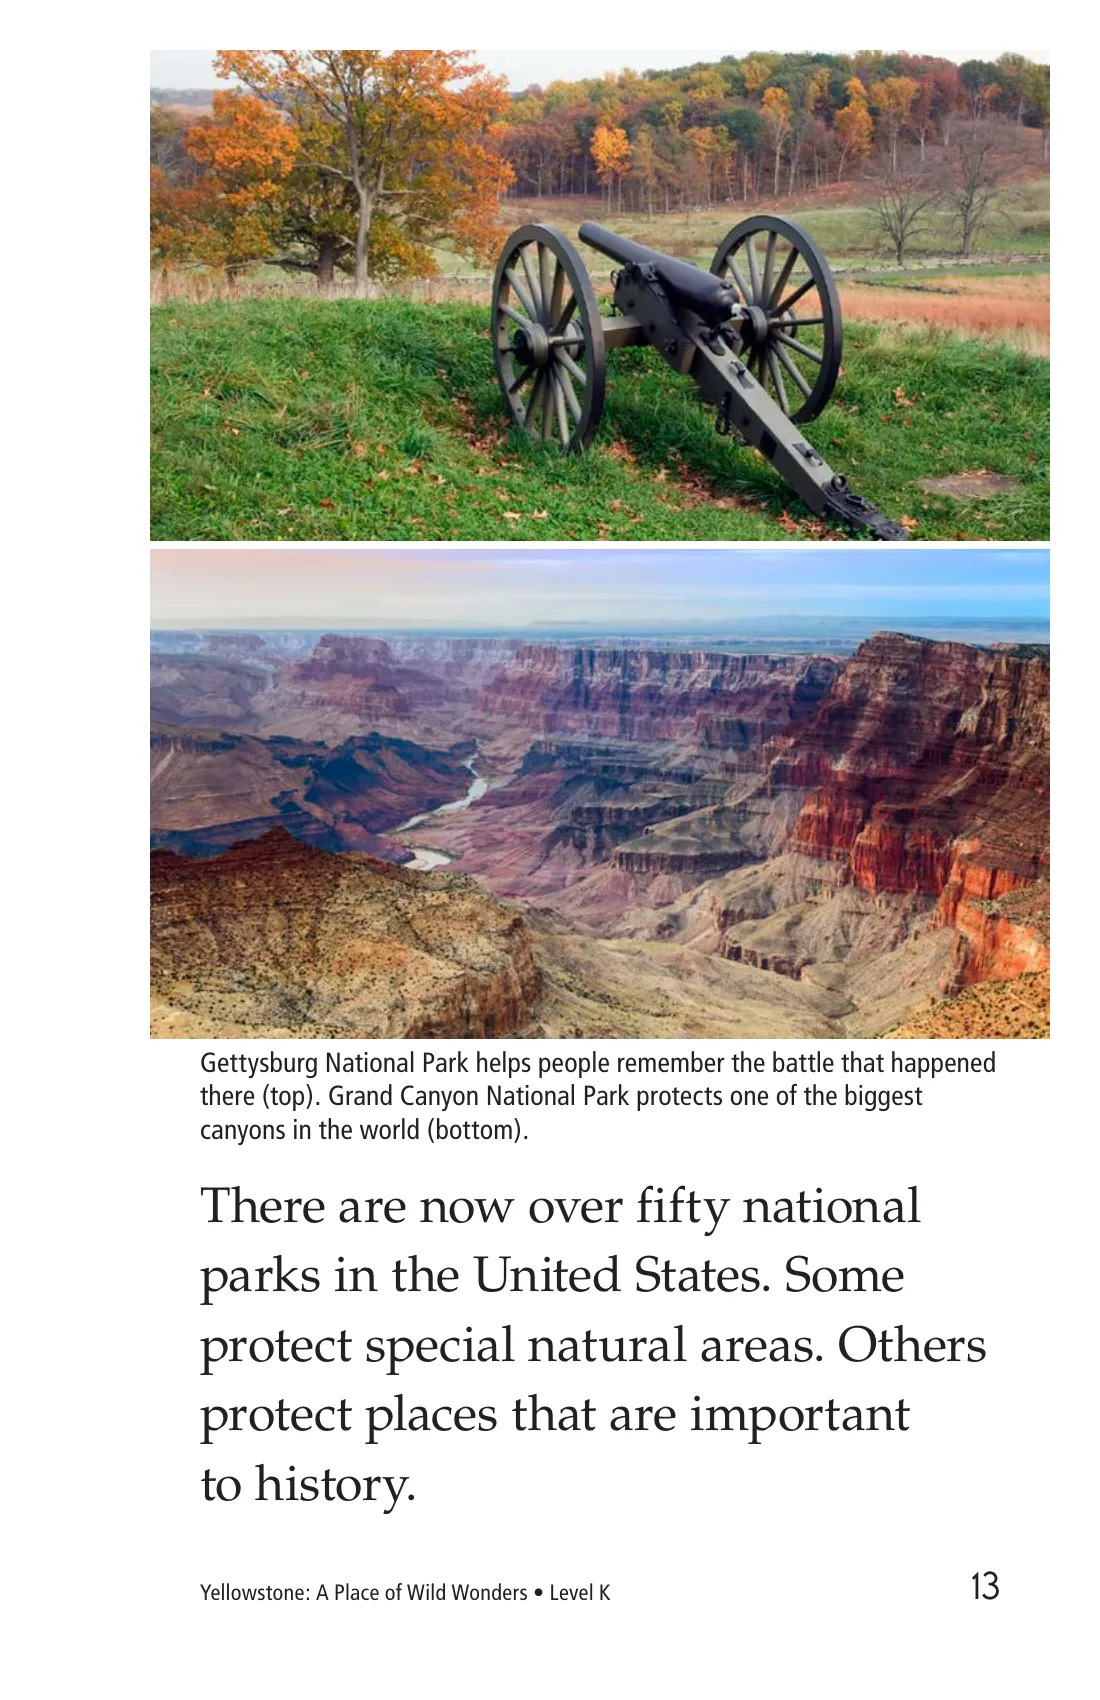 Gettysburg National Park helps people remember the battle that happened
there (top). Grand Canyon National Park protects one of the biggest
canyons in the world (bottom).
There are now over fifty national
parks in the United States. Some
protect special natural areas. Others
protect places that are important
to history.
Yellowstone: A Place of Wild Wonders • Level K
13